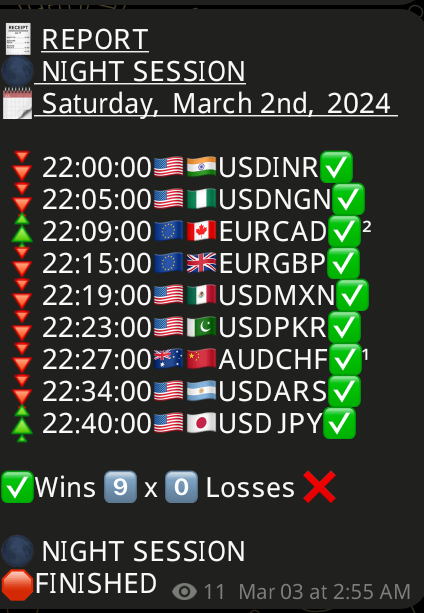 REPORT
NIGHT SESSION
Saturday, March 2nd, 2024
22:00:00🇺🇸🇮🇳USDINR✅
22:05:00🇺🇸🇳🇬USDNGN✅
22:09:00🇪🇺🇨🇦EURCAD✅²
22:15:00🇪🇺🇬🇧EURGBP✅
22:19:00🇺🇸🇲🇽USDMXN✅
22:23:00🇺🇸🇵🇰USDPKR✅
22:27:00🇦🇺🇨🇳AUDCHF✅¹
22:34:00🇺🇸🇦🇷USDARS✅
22:40:00🇺🇸🇯🇵USDJPY✅
✅Wins 9️⃣ x 0️⃣ Losses ❌
NIGHT SESSION
🛑FINISHED 11 Mar 03 at 2:55 AM